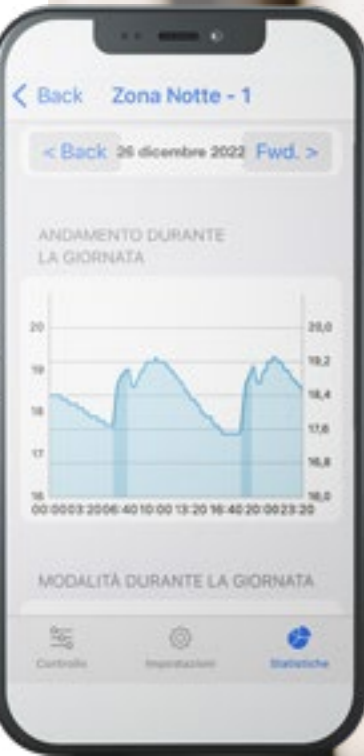 < Back Zona Notte - 1
< Back 26 dicembre 2022 Fwd. >
ANDAMENTO DURANTE
LA GIORNATA
20 20,0
19 19,2
18 18,4
17 17,6
16,8
16 16,0
00:00 03:20 06:40 10:00 13:20 16:40 20:00 23:20
MODALITÀ DURANTE LA GIORNATA
Controllo Impostazioni Statistiche